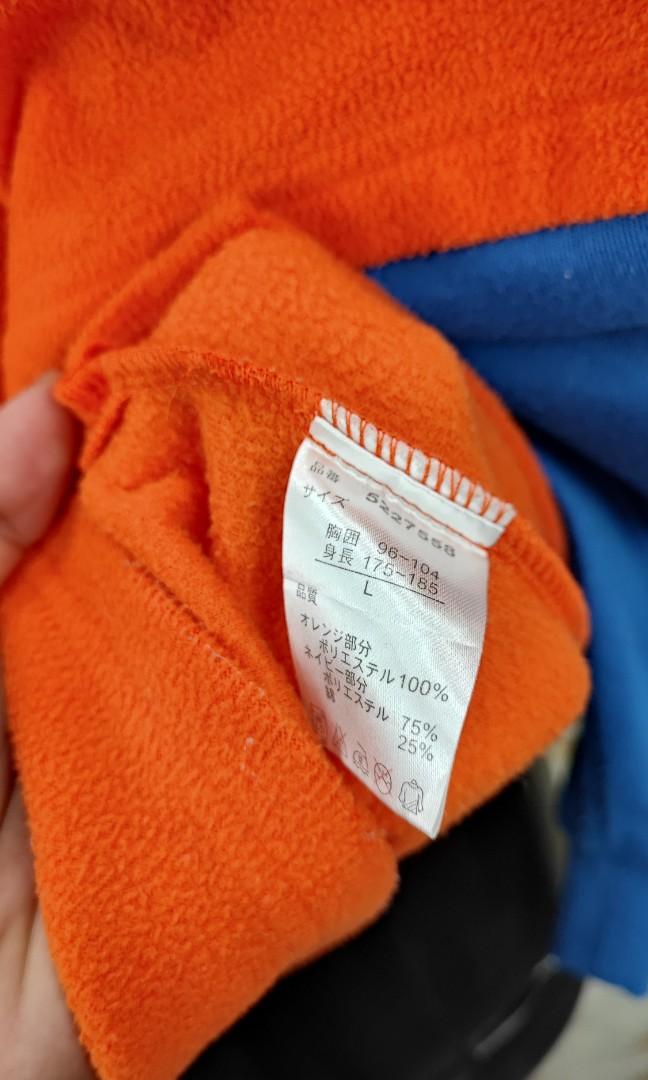 品番 5227558
サイズ
胸囲 96~104
身長 175~185
L
品質
オレンジ部分
ポリエステル100%
ネイビー部分
ポリエステル 75%
綿 25%